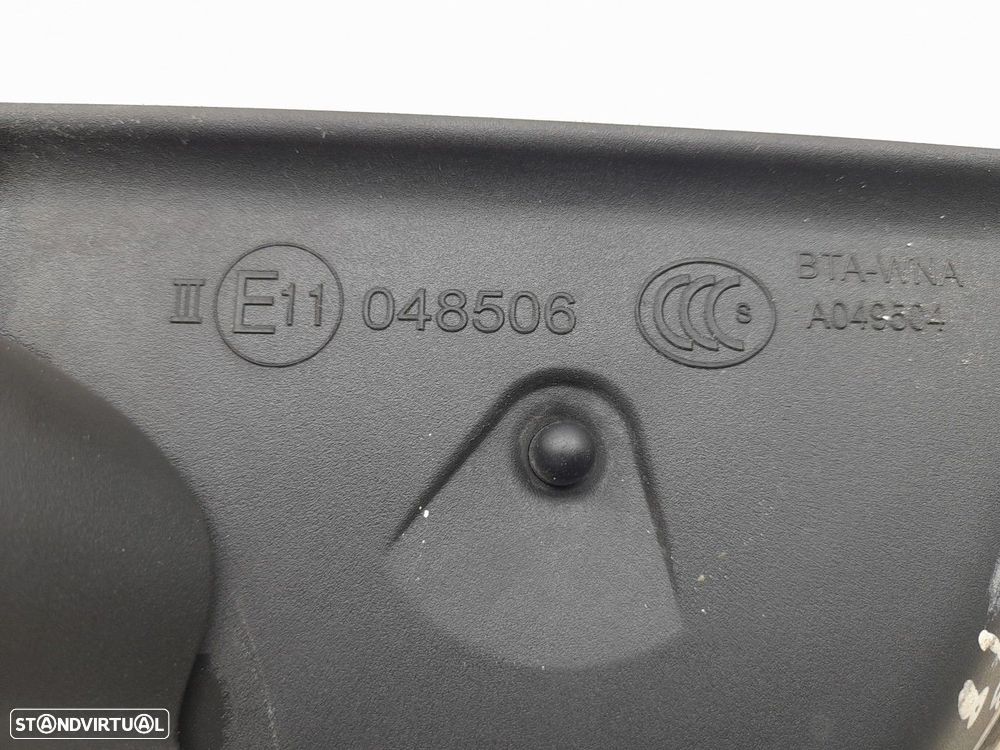 III E11 048506
CCC S
BTA-WNA
A049504
STANDVIRTUAL